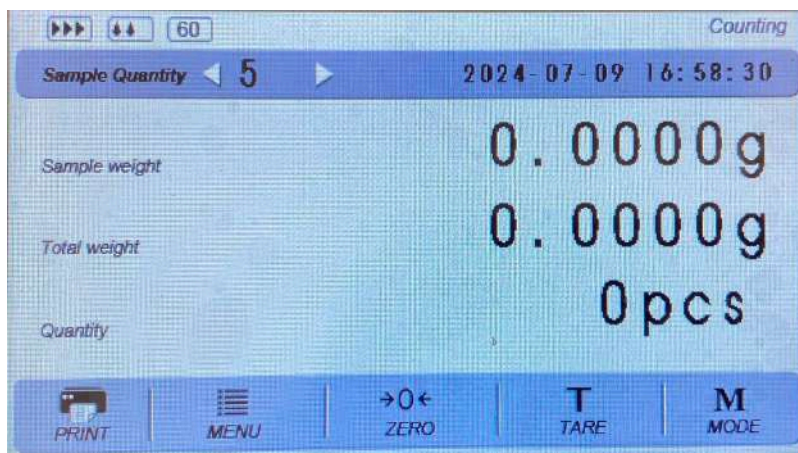 60 Counting
Sample Quantity 5 2024-07-09 16:58:30
Sample weight 0.0000g
Total weight 0.0000g
Quantity 0pcs
→0← T M
PRINT MENU ZERO TARE MODE